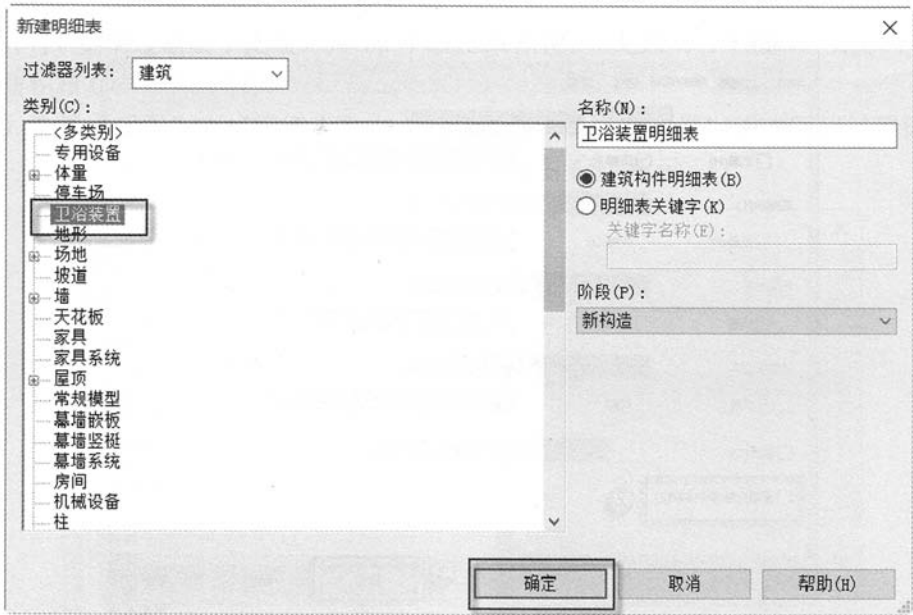 新建明细表
过滤器列表: 建筑
类别(C):
<多类别>
专用设备
体量
停车场
卫浴装置
地形
场地
坡道
墙
天花板
家具
家具系统
屋顶
常规模型
幕墙嵌板
幕墙竖梃
幕墙系统
房间
机械设备
柱
名称(N):
卫浴装置明细表
建筑构件明细表(B)
明细表关键字(K)
关键字名称(E):
阶段(P):
新构造
确定 取消 帮助(H)